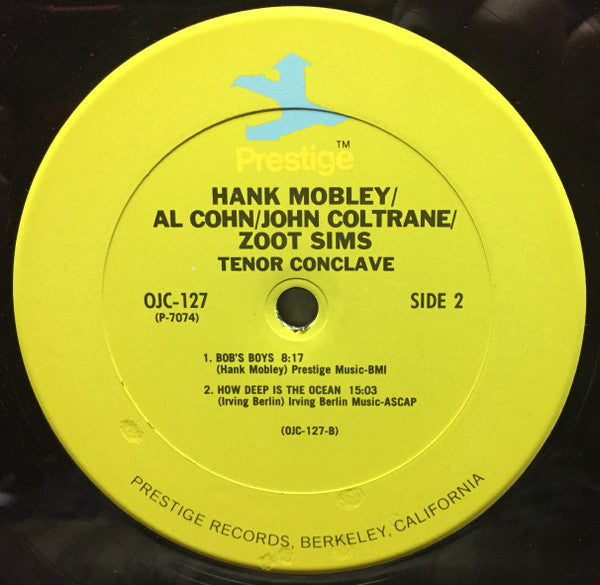 Prestige TM
HANK MOBLEY/
AL COHN/JOHN COLTRANE/
ZOOT SIMS
TENOR CONCLAVE
OJC-127
(P-7074)
SIDE 2
1. BOB'S BOYS 8:17
(Hank Mobley) Prestige Music-BMI
2. HOW DEEP IS THE OCEAN 15:03
(Irving Berlin) Irving Berlin Music-ASCAP
(OJC-127-B)
PRESTIGE RECORDS, BERKELEY, CALIFORNIA